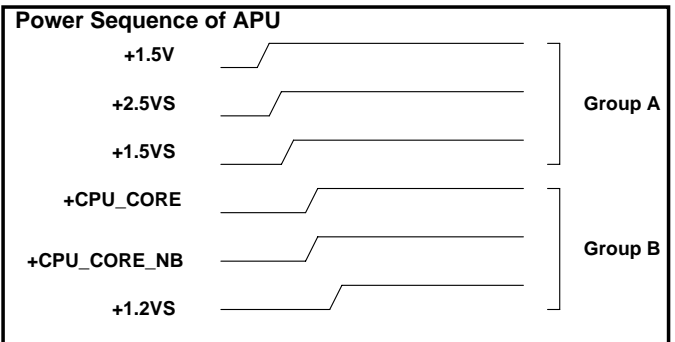 Power Sequence of APU
+1.5V
+2.5VS
Group A
+1.5VS
+CPU_CORE
+CPU_CORE_NB
Group B
+1.2VS